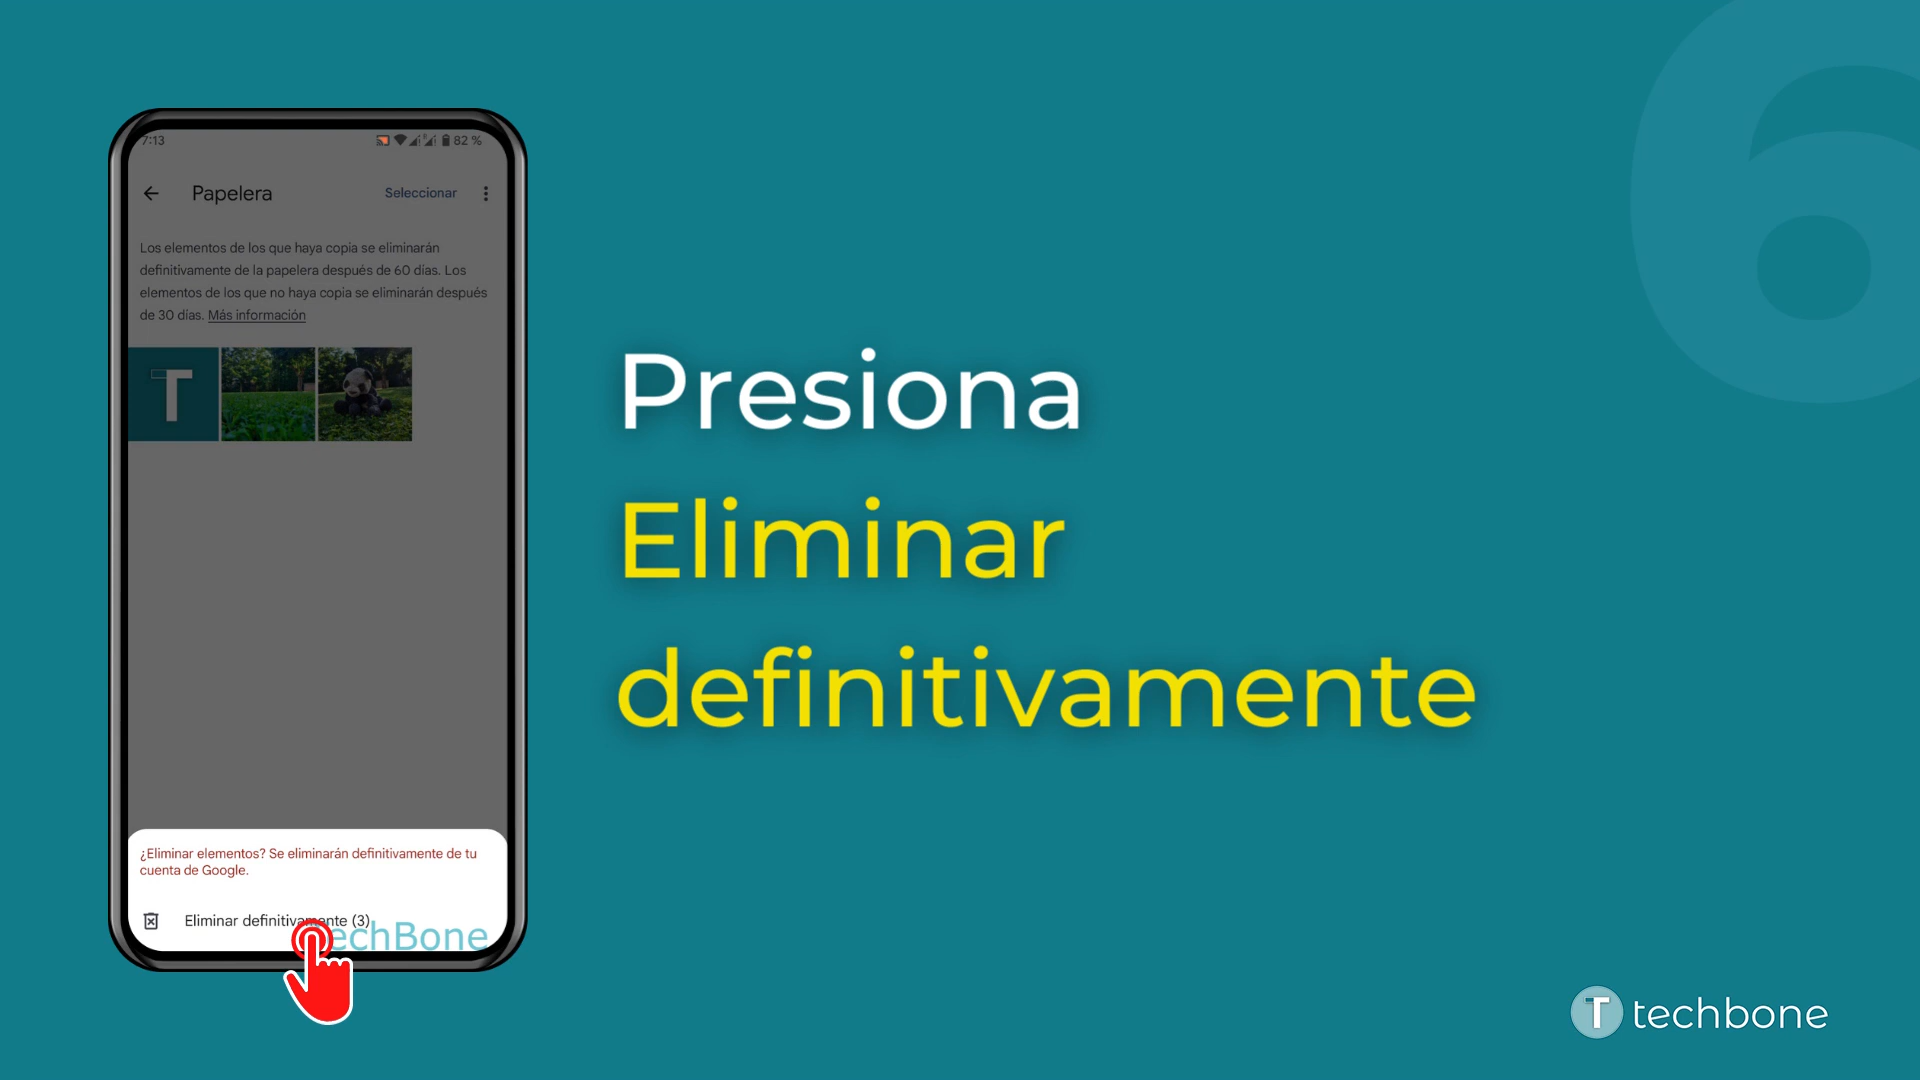 7:13
82 %
Papelera
Seleccionar
Los elementos de los que haya copia se eliminarán
definitivamente de la papelera después de 60 días. Los
elementos de los que no haya copia se eliminarán después
de 30 días. Más información
T
¿Eliminar elementos? Se eliminarán definitivamente de tu
cuenta de Google.
Eliminar definitivamente (3)
TechBone
Presiona
Eliminar
definitivamente
6
T techbone